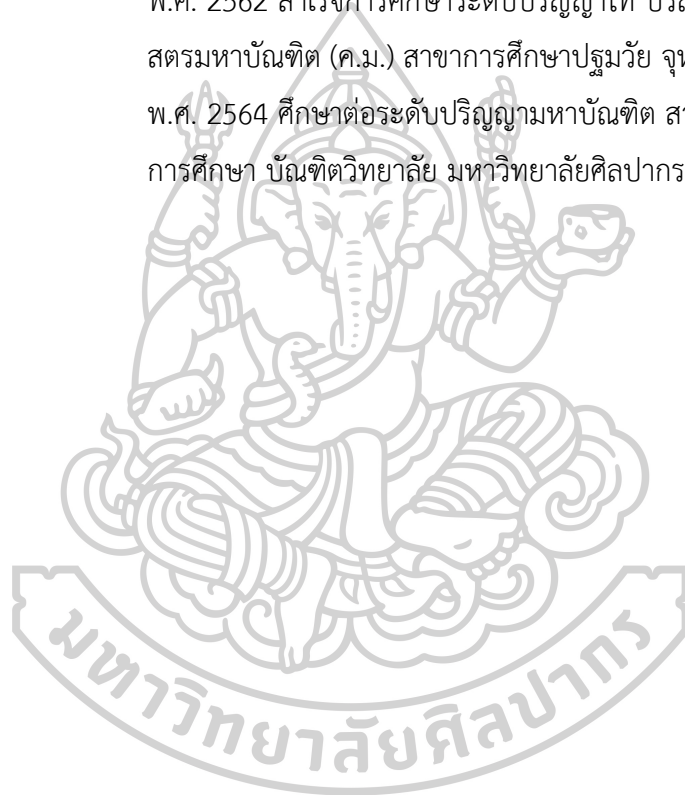 พ.ศ. 2562 สำเร็จการศึกษาระดับปริญญาโท
สตรมหาบัณฑิต (ค.ม.) สาขาการศึกษาปฐมวัย
พ.ศ. 2564 ศึกษาต่อระดับปริญญามหาบัณฑิต
การศึกษา บัณฑิตวิทยาลัย มหาวิทยาลัยศิลปากร
มหาวิทยาลัยศิลปากร